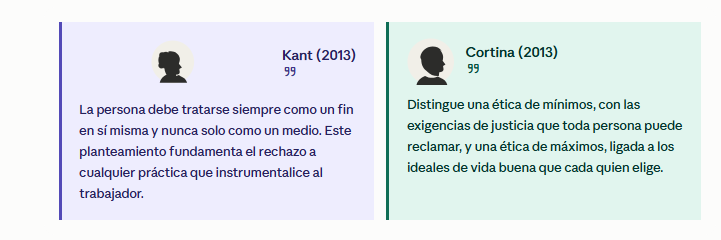 Kant (2013)
99
La persona debe tratarse siempre como un fin
en sí misma y nunca solo como un medio. Este
planteamiento fundamenta el rechazo a
cualquier práctica que instrumentalice al
trabajador.
Cortina (2013)
99
Distingue una ética de mínimos, con las
exigencias de justicia que toda persona puede
reclamar, y una ética de máximos, ligada a los
ideales de vida buena que cada quien elige.